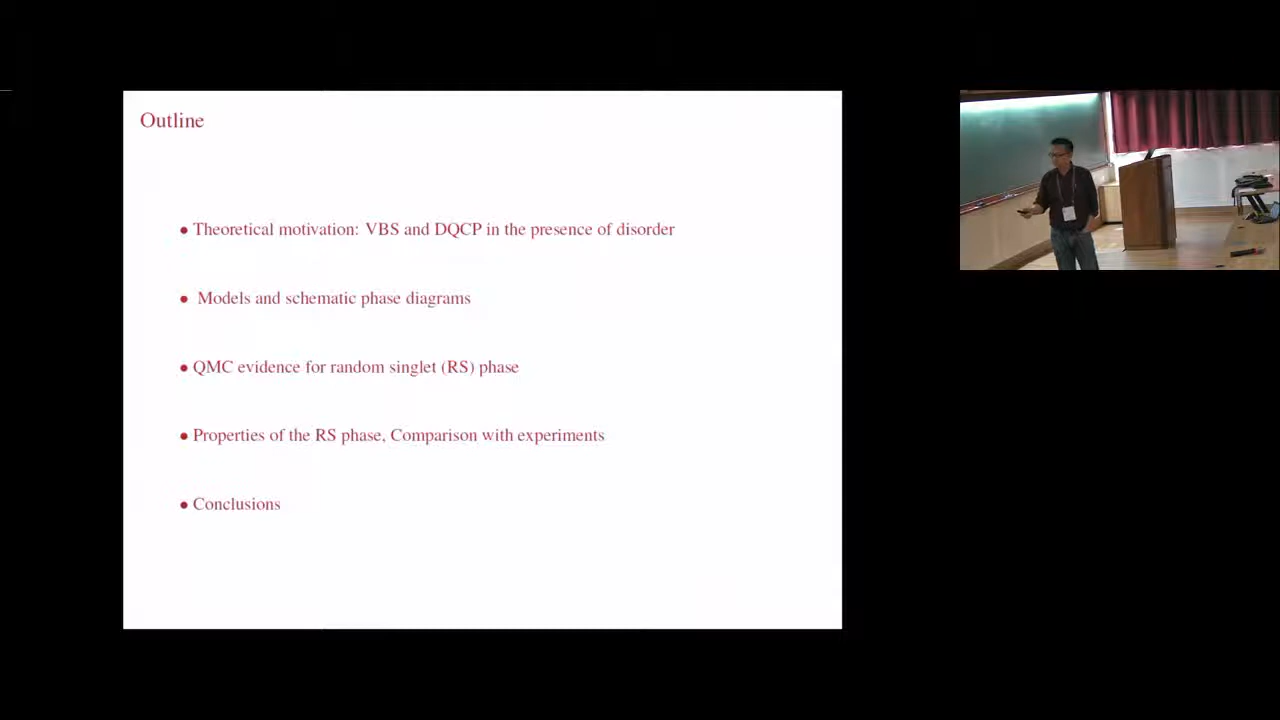 Outline
• Theoretical motivation: VBS and DQCP in the presence of disorder
• Models and schematic phase diagrams
• QMC evidence for random singlet (RS) phase
• Properties of the RS phase, Comparison with experiments
• Conclusions